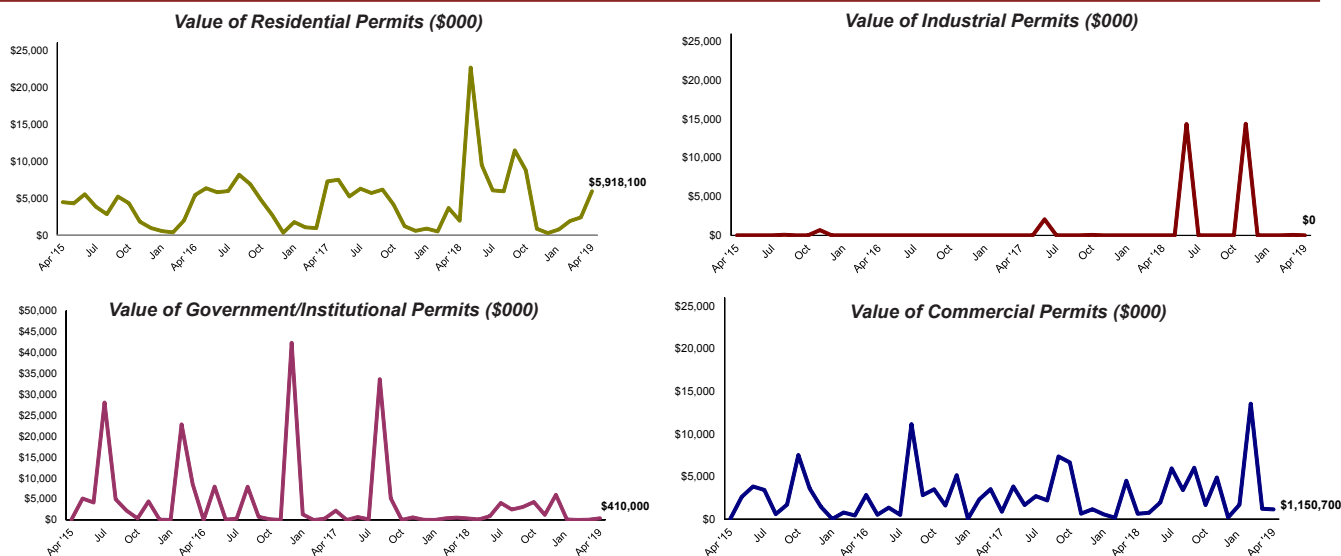 Value of Residential Permits ($000)
$25,000
$20,000
$15,000
$10,000
$5,000
$0
$5,918,100
Apr '15
Jul
Oct
Jan
Apr '16
Jul
Oct
Jan
Apr '17
Jul
Oct
Jan
Apr '18
Jul
Oct
Jan
Apr '19
Value of Industrial Permits ($000)
$25,000
$20,000
$15,000
$10,000
$5,000
$0
$0
Apr '15
Jul
Oct
Jan
Apr '16
Jul
Oct
Jan
Apr '17
Jul
Oct
Jan
Apr '18
Jul
Oct
Jan
Apr '19
Value of Government/Institutional Permits ($000)
$50,000
$45,000
$40,000
$35,000
$30,000
$25,000
$20,000
$15,000
$10,000
$5,000
$0
$410,000
Apr '15
Jul
Oct
Jan
Apr '16
Jul
Oct
Jan
Apr '17
Jul
Oct
Jan
Apr '18
Jul
Oct
Jan
Apr '19
Value of Commercial Permits ($000)
$25,000
$20,000
$15,000
$10,000
$5,000
$0
$1,150,700
Apr '15
Jul
Oct
Jan
Apr '16
Jul
Oct
Jan
Apr '17
Jul
Oct
Jan
Apr '18
Jul
Oct
Jan
Apr '19